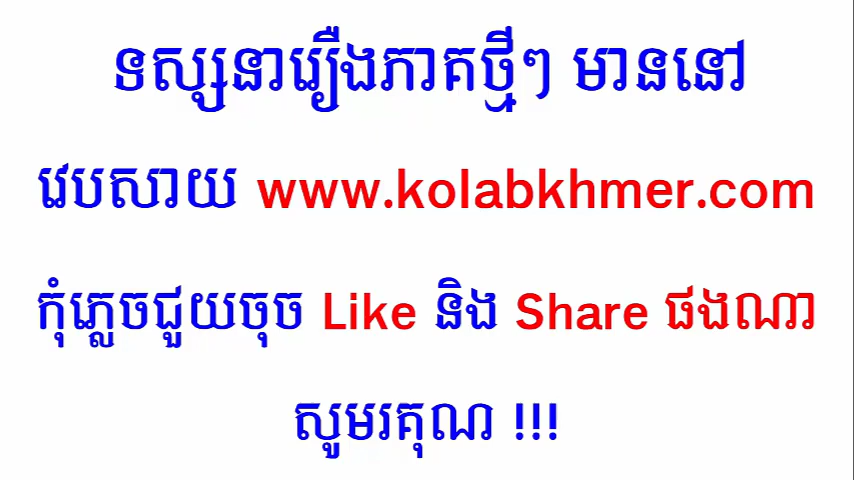 ទស្សនារឿងភាគថ្មីៗ មាននៅ
វេបសាយ www.kolabkhmer.com
កុំភ្លេចជួយចុច Like និង Share ផងណា
សូមរគុណ !!!